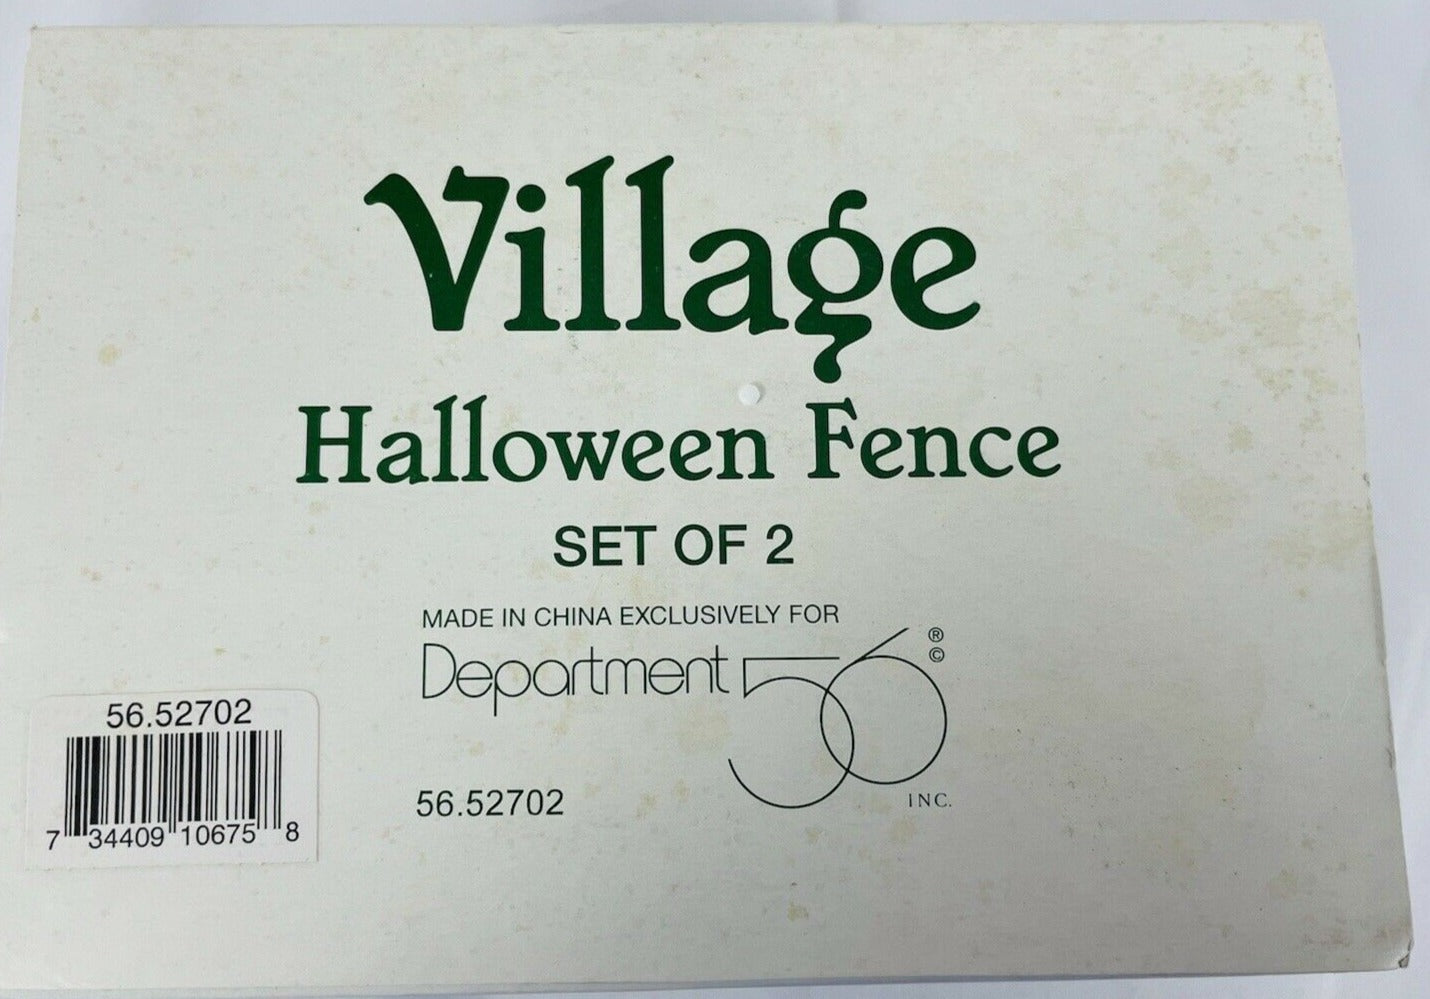 Village
Halloween Fence
SET OF 2
MADE IN CHINA EXCLUSIVELY FOR
Department 56 ® ©
INC.
56.52702
56.52702
7 34409 10675 8